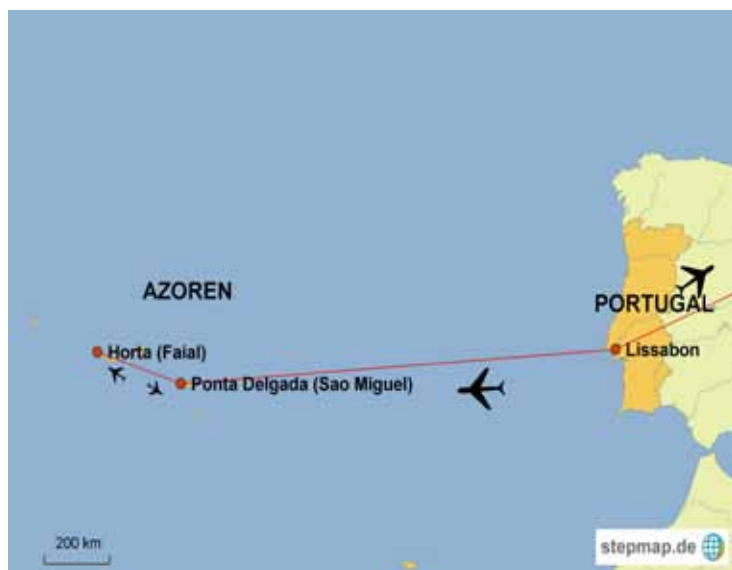 AZOREN
PORTUGAL
Horta (Faial)
Lissabon
Ponta Delgada (Sao Miguel)
200 km
stepmap.de